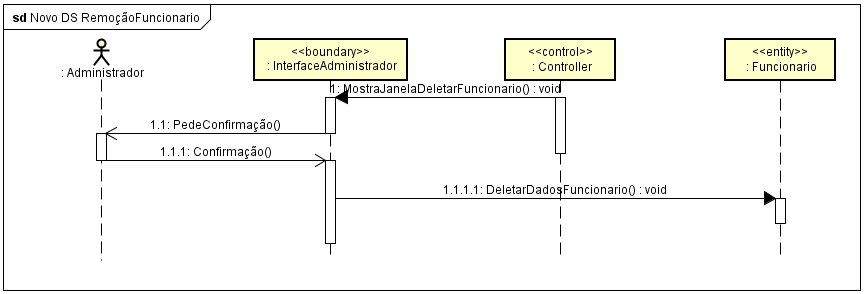 sd Novo DS RemoçãoFuncionario
: Administrador
<<boundary>>
: InterfaceAdministrador
<<control>>
: Controller
<<entity>>
: Funcionario
1: MostraJanelaDeletarFuncionario() : void
1.1: PedeConfirmação()
1.1.1: Confirmação()
1.1.1.1: DeletarDadosFuncionario() : void